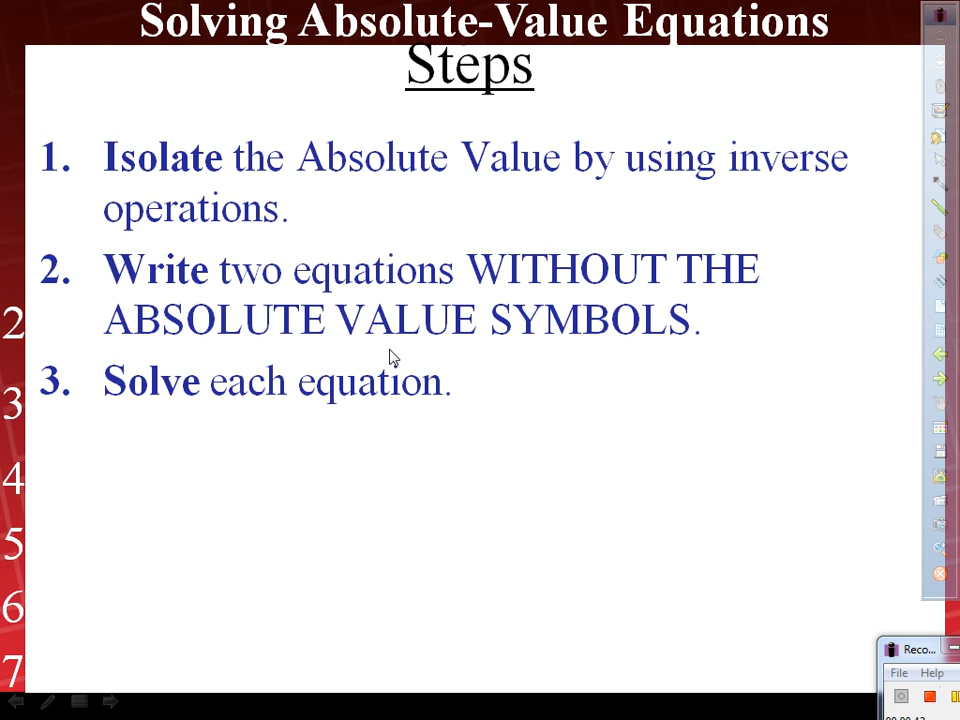 Solving Absolute-Value Equations
Steps
1. Isolate the Absolute Value by using inverse
operations.
2. Write two equations WITHOUT THE
ABSOLUTE VALUE SYMBOLS.
3. Solve each equation.
2
3
4
5
6
7
Reco...
File Help